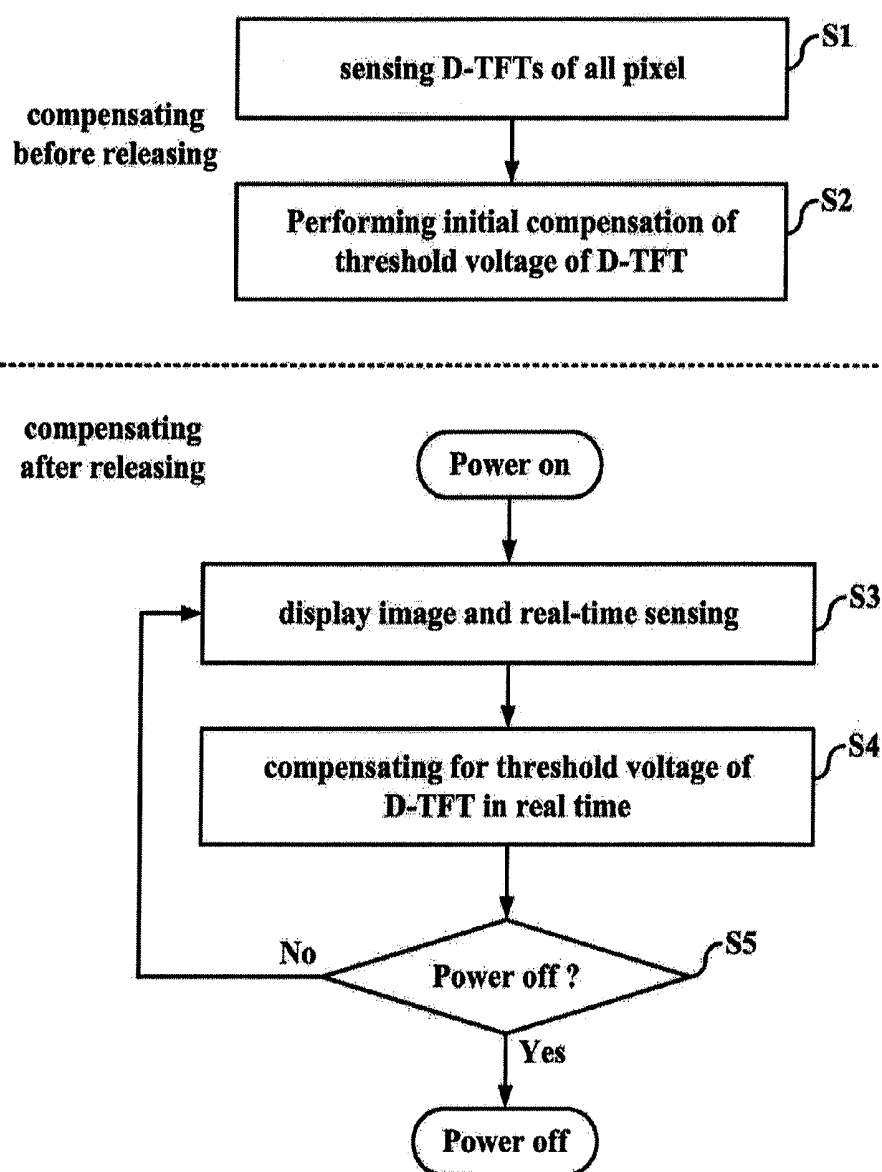 sensing D-TFTs of all pixel
S1
compensating
before releasing
Performing initial compensation of
threshold voltage of D-TFT
S2
compensating
after releasing
Power on
display image and real-time sensing
S3
compensating for threshold voltage of
D-TFT in real time
S4
No
Power off ?
S5
Yes
Power off